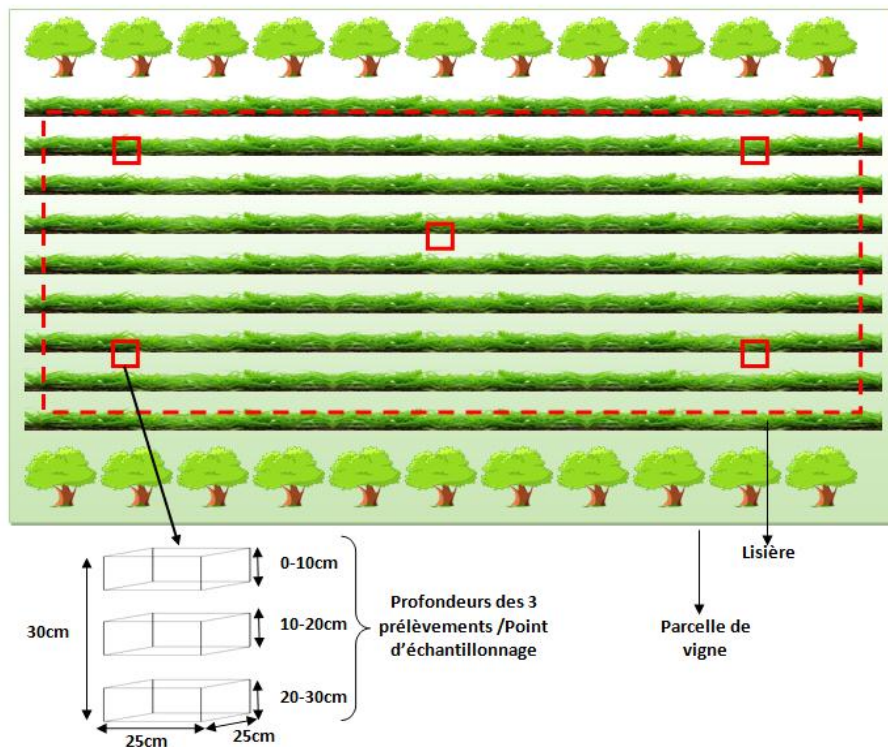 Lisière
Parcelle de
vigne
0-10cm
10-20cm
20-30cm
30cm
25cm
25cm
Profondeurs des 3
prélèvements /Point
d'échantillonnage